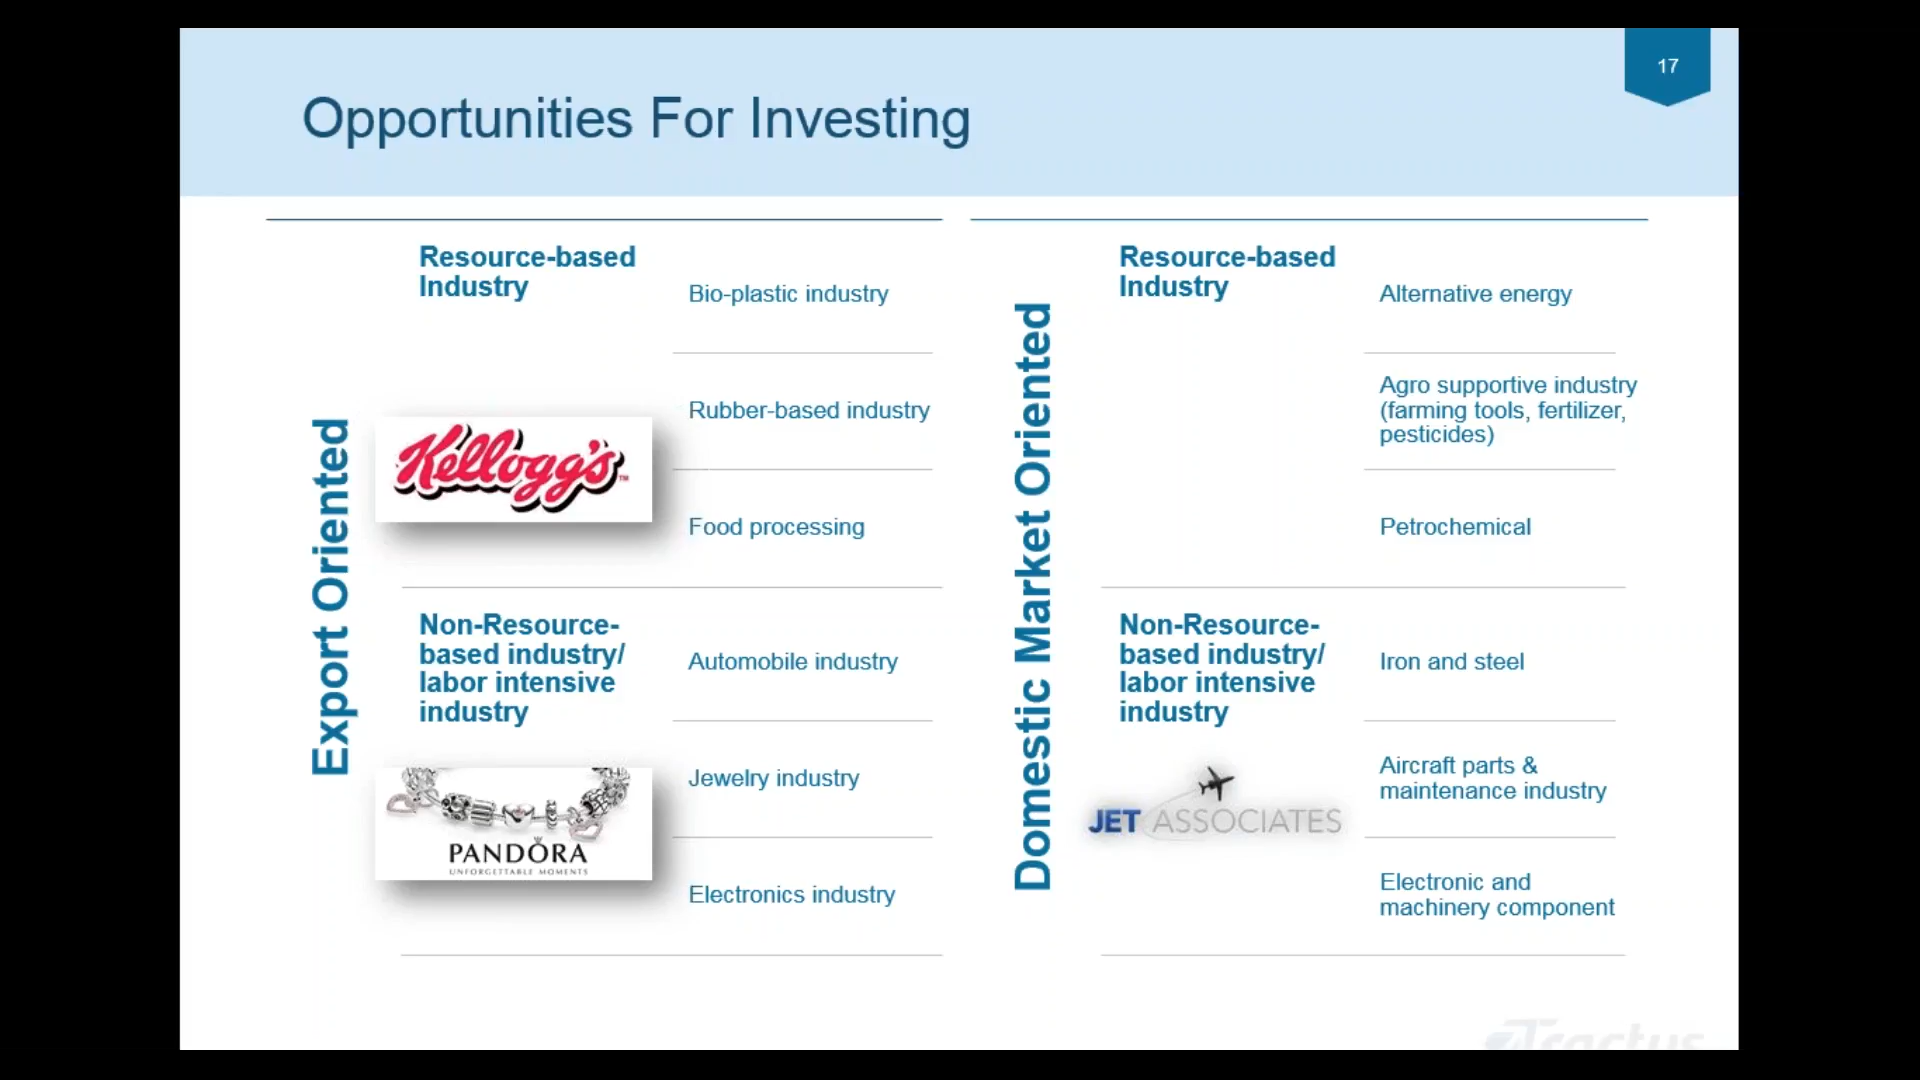 17
Opportunities For Investing
Export Oriented
Resource-based
Industry
Kellogg's™
Bio-plastic industry
Rubber-based industry
Food processing
Non-Resource-
based industry/
labor intensive
industry
PANDORA
UNFORGETTABLE MOMENTS
Automobile industry
Jewelry industry
Electronics industry
Domestic Market Oriented
Resource-based
Industry
Alternative energy
Agro supportive industry
(farming tools, fertilizer,
pesticides)
Petrochemical
Non-Resource-
based industry/
labor intensive
industry
JET ASSOCIATES
Iron and steel
Aircraft parts &
maintenance industry
Electronic and
machinery component
Tractus